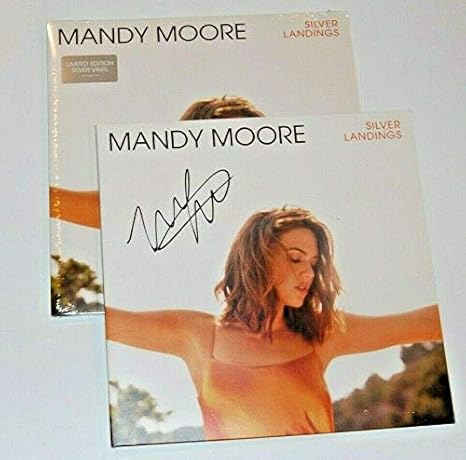 MANDY MOORE
SILVER
LANDINGS
LIMITED EDITION
SILVER VINYL
MANDY MOORE
SILVER
LANDINGS